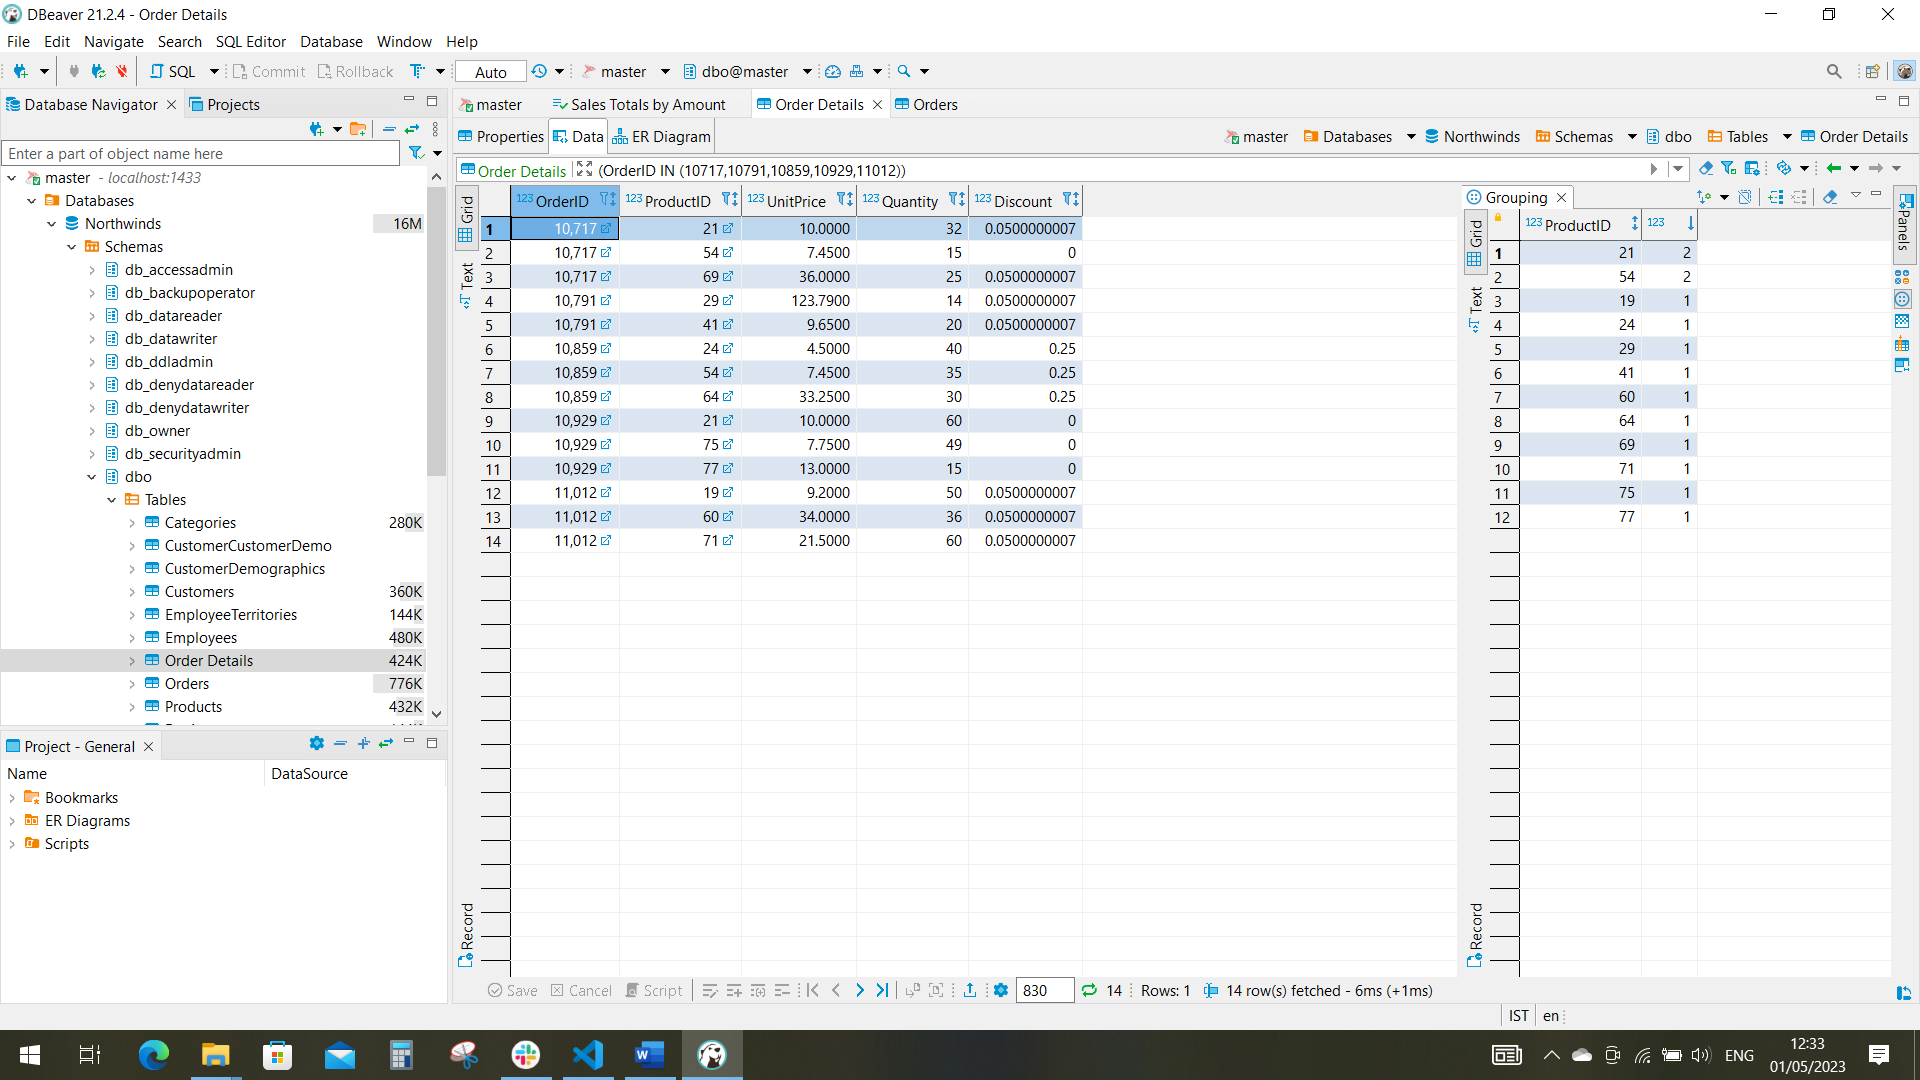 DBeaver 21.2.4 - Order Details
File Edit Navigate Search SQL Editor Database Window Help
SQL Commit Rollback Auto master dbo@master
Database Navigator Projects
Enter a part of object name here
master - localhost:1433
Databases
Northwinds 16M
Schemas
db_accessadmin
db_backupoperator
db_datareader
db_datawriter
db_ddladmin
db_denydatareader
db_denydatawriter
db_owner
db_securityadmin
dbo
Tables
Categories 280K
CustomerCustomerDemo
CustomerDemographics
Customers 360K
EmployeeTerritories 144K
Employees 480K
Order Details 424K
Orders 776K
Products 432K
Project - General
Name DataSource
Bookmarks
ER Diagrams
Scripts
master Sales Totals by Amount Order Details Orders
Properties Data ER Diagram master Databases Northwinds Schemas dbo Tables Order Details
Order Details (OrderID IN (10717,10791,10859,10929,11012))
Grid
Text
Record
123 OrderID 123 ProductID 123 UnitPrice 123 Quantity 123 Discount
1 10,717 21 10.0000 32 0.0500000007
2 10,717 54 7.4500 15 0
3 10,717 69 36.0000 25 0.0500000007
4 10,791 29 123.7900 14 0.0500000007
5 10,791 41 9.6500 20 0.0500000007
6 10,859 24 4.5000 40 0.25
7 10,859 54 7.4500 35 0.25
8 10,859 64 33.2500 30 0.25
9 10,929 21 10.0000 60 0
10 10,929 75 7.7500 49 0
11 10,929 77 13.0000 15 0
12 11,012 19 9.2000 50 0.0500000007
13 11,012 60 34.0000 36 0.0500000007
14 11,012 71 21.5000 60 0.0500000007
Grouping
Grid
Text
Record
123 ProductID 123
1 21 2
2 54 2
3 19 1
4 24 1
5 29 1
6 41 1
7 60 1
8 64 1
9 69 1
10 71 1
11 75 1
12 77 1
Panels
Save Cancel Script 830 14 Rows: 1 14 row(s) fetched - 6ms (+1ms)
IST en
ENG
12:33
01/05/2023